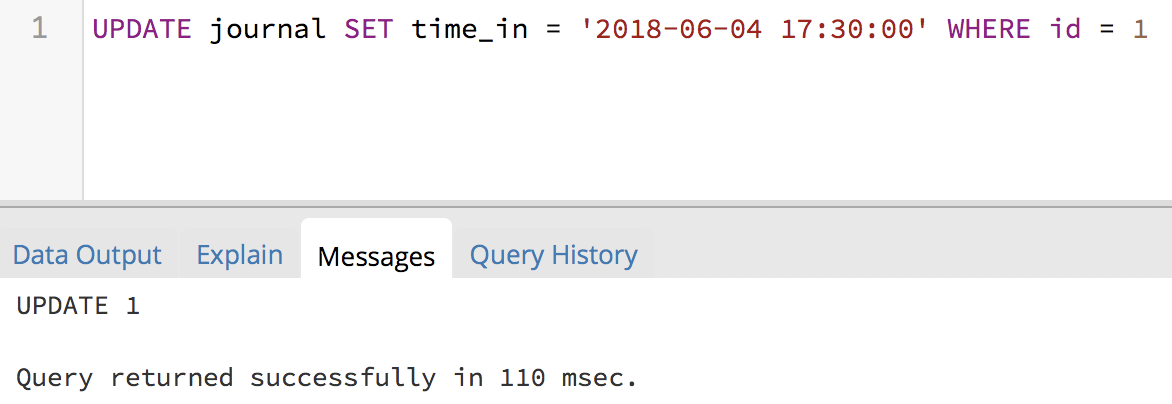 1 UPDATE journal SET time_in = '2018-06-04 17:30:00' WHERE id = 1
Data Output Explain Messages Query History
UPDATE 1
Query returned successfully in 110 msec.